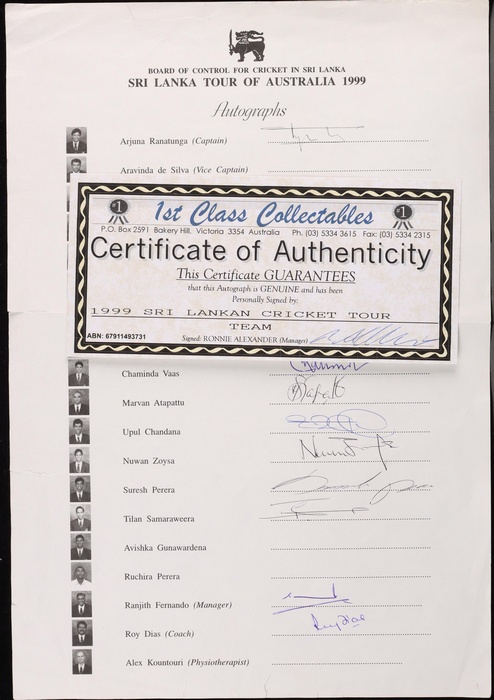 BOARD OF CONTROL FOR CRICKET IN SRI LANKA
SRI LANKA TOUR OF AUSTRALIA 1999
Autographs
Arjuna Ranatunga (Captain)
Aravinda de Silva (Vice Captain)
#1 1st Class Collectables #1
P.O. Box 2591 Bakery Hill, Victoria 3354 Australia Ph. (03) 5334 3615 Fax: (03) 5334 2315
Certificate of Authenticity
This Certificate GUARANTEES
that this Autograph is GENUINE and has been
Personally Signed by:
1999 SRI LANKAN CRICKET TOUR
TEAM
ABN: 67911493731 Signed: RONNIE ALEXANDER (Manager)
Chaminda Vaas
Marvan Atapattu
Upul Chandana
Nuwan Zoysa
Suresh Perera
Tilan Samaraweera
Avishka Gunawardena
Ruchira Perera
Ranjith Fernando (Manager)
Roy Dias (Coach)
Alex Kountouri (Physiotherapist)